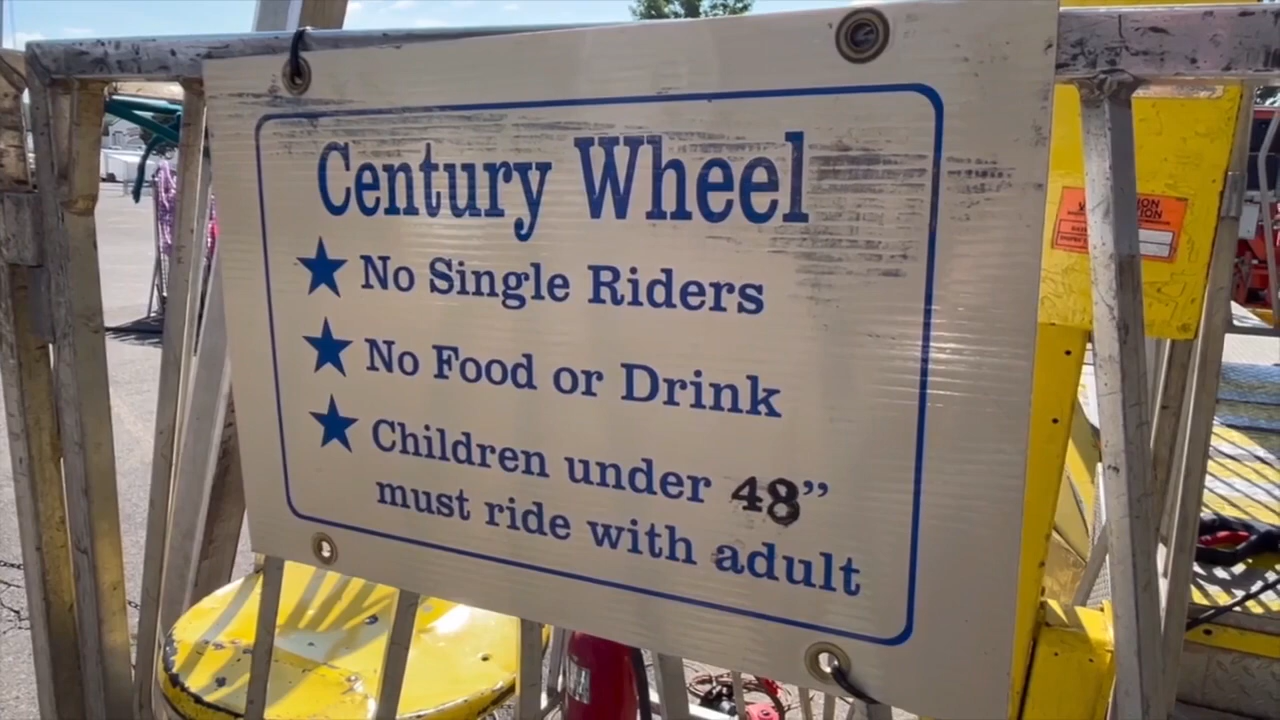 Century Wheel
No Single Riders
No Food or Drink
Children under 48”
must ride with adult